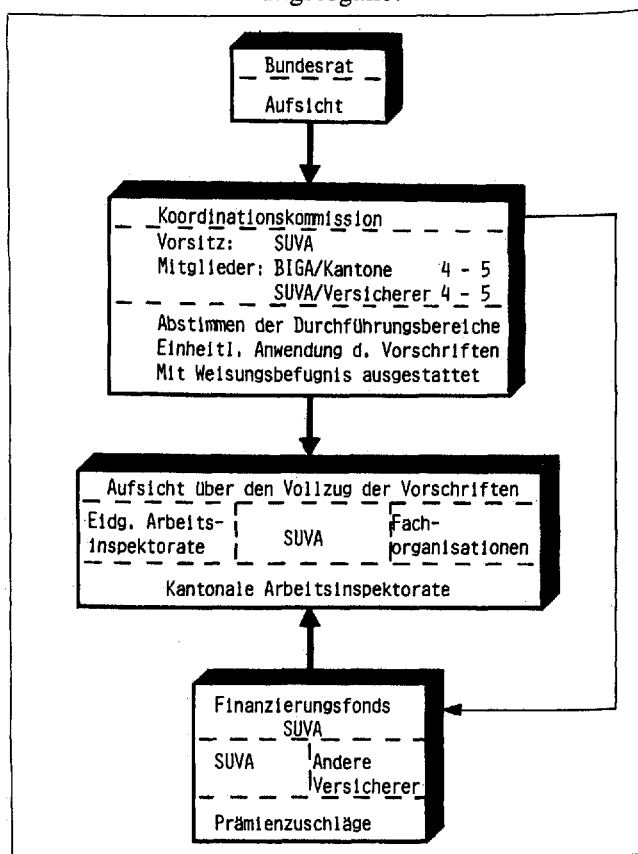 Bundesrat
Aufsicht
Koordinationskommission
Vorsitz: SUVA
Mitglieder: BIGA/Kantone 4 - 5
SUVA/Versicherer 4 - 5
Abstimmen der Durchführungsbereiche
Einheitl. Anwendung d. Vorschriften
Mit Weisungsbefugnis ausgestattet
Aufsicht über den Vollzug der Vorschriften
Eidg. Arbeits-
inspektorate
SUVA
Fach-
organisationen
Kantonale Arbeitsinspektorate
Finanzierungsfonds
SUVA
SUVA
Andere
Versicherer
Prämienzuschläge